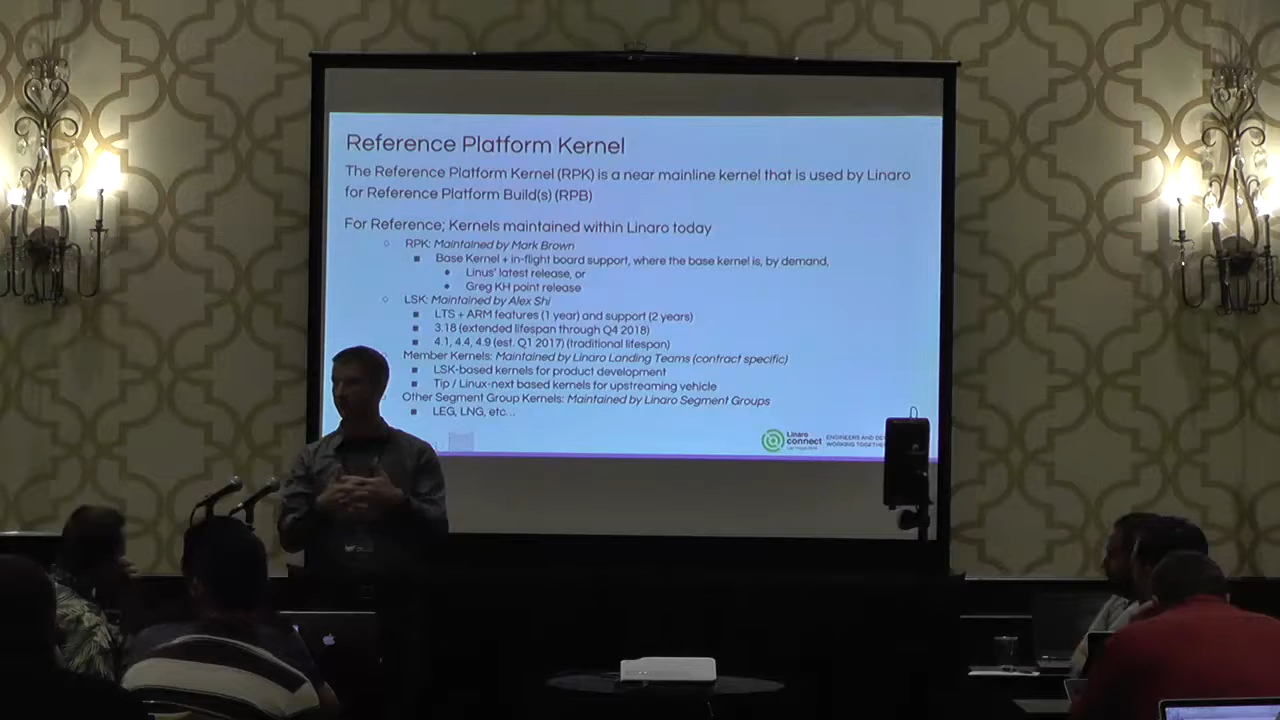 Reference Platform Kernel
The Reference Platform Kernel (RPK) is a near mainline kernel that is used by Linaro
for Reference Platform Build(s) (RPB)
For Reference; Kernels maintained within Linaro today
RPK: Maintained by Mark Brown
Base Kernel + in-flight board support, where the base kernel is, by demand,
Linus' latest release, or
Greg KH point release
LSK: Maintained by Alex Shi
LTS + ARM features (1 year) and support (2 years)
3.18 (extended lifespan through Q4 2018)
4.1, 4.4, 4.9 (est. Q1 2017) (traditional lifespan)
Member Kernels: Maintained by Linaro Landing Teams (contract specific)
LSK-based kernels for product development
Tip / Linux-next based kernels for upstreaming vehicle
Other Segment Group Kernels: Maintained by Linaro Segment Groups
LEG, LNG, etc...
Linaro
connect
ENGINEERS AND
WORKING TOGETHER